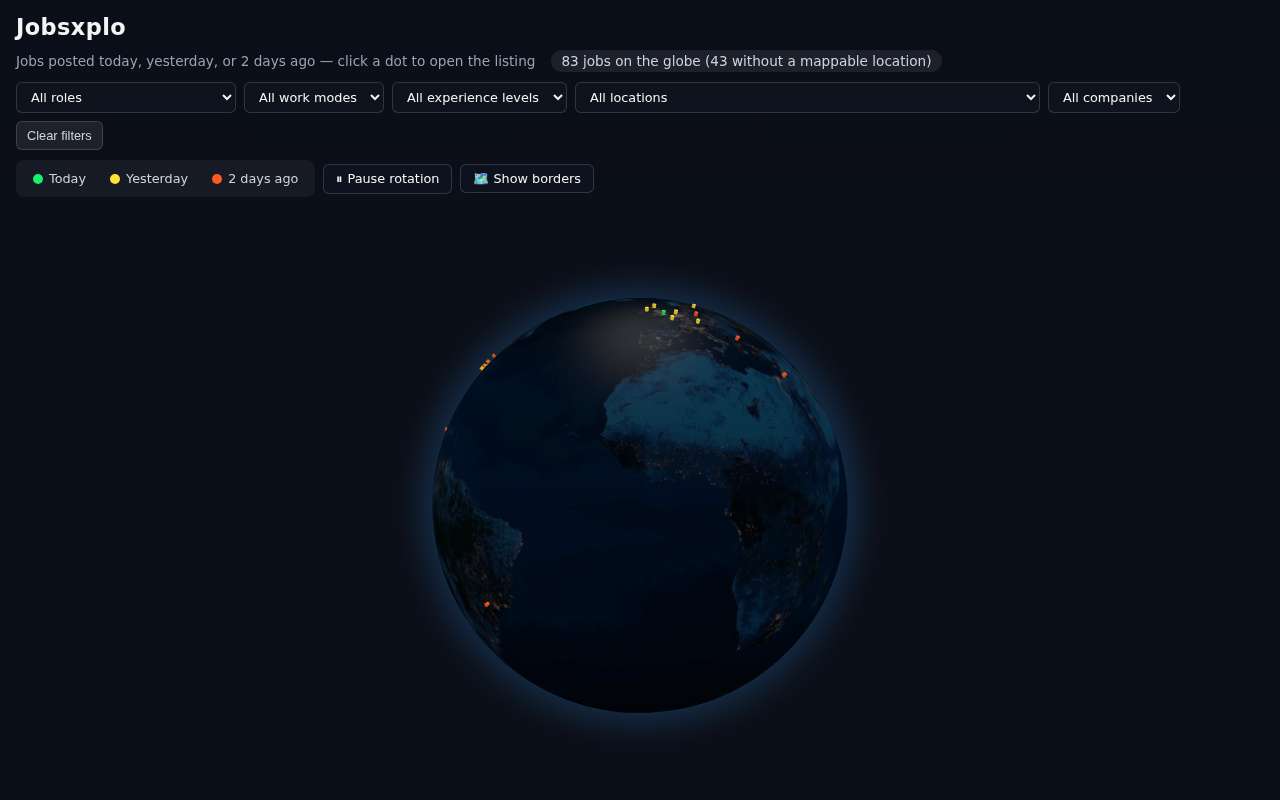 Jobsxplo
Jobs posted today, yesterday, or 2 days ago — click a dot to open the listing 83 jobs on the globe (43 without a mappable location)
All roles All work modes All experience levels All locations All companies
Clear filters
Today Yesterday 2 days ago ⏸ Pause rotation 🗺️ Show borders